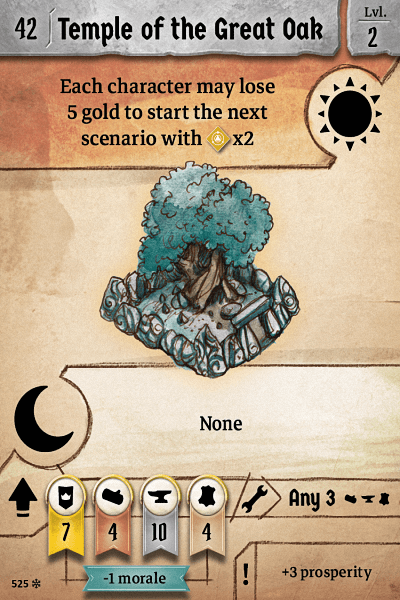 42 Temple of the Great Oak
Lvl.
2
Each character may lose
5 gold to start the next
scenario with x2
None
7 4 10 4
Any 3
-1 morale
525
! +3 prosperity